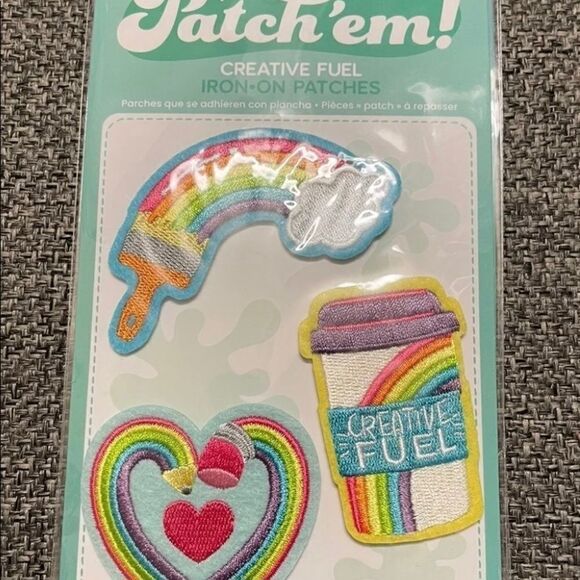 Patch'em!
CREATIVE FUEL
IRON-ON PATCHES
Parches que se adhieren con plancha • Pièces « patch » à repasser
CREATIVE
FUEL